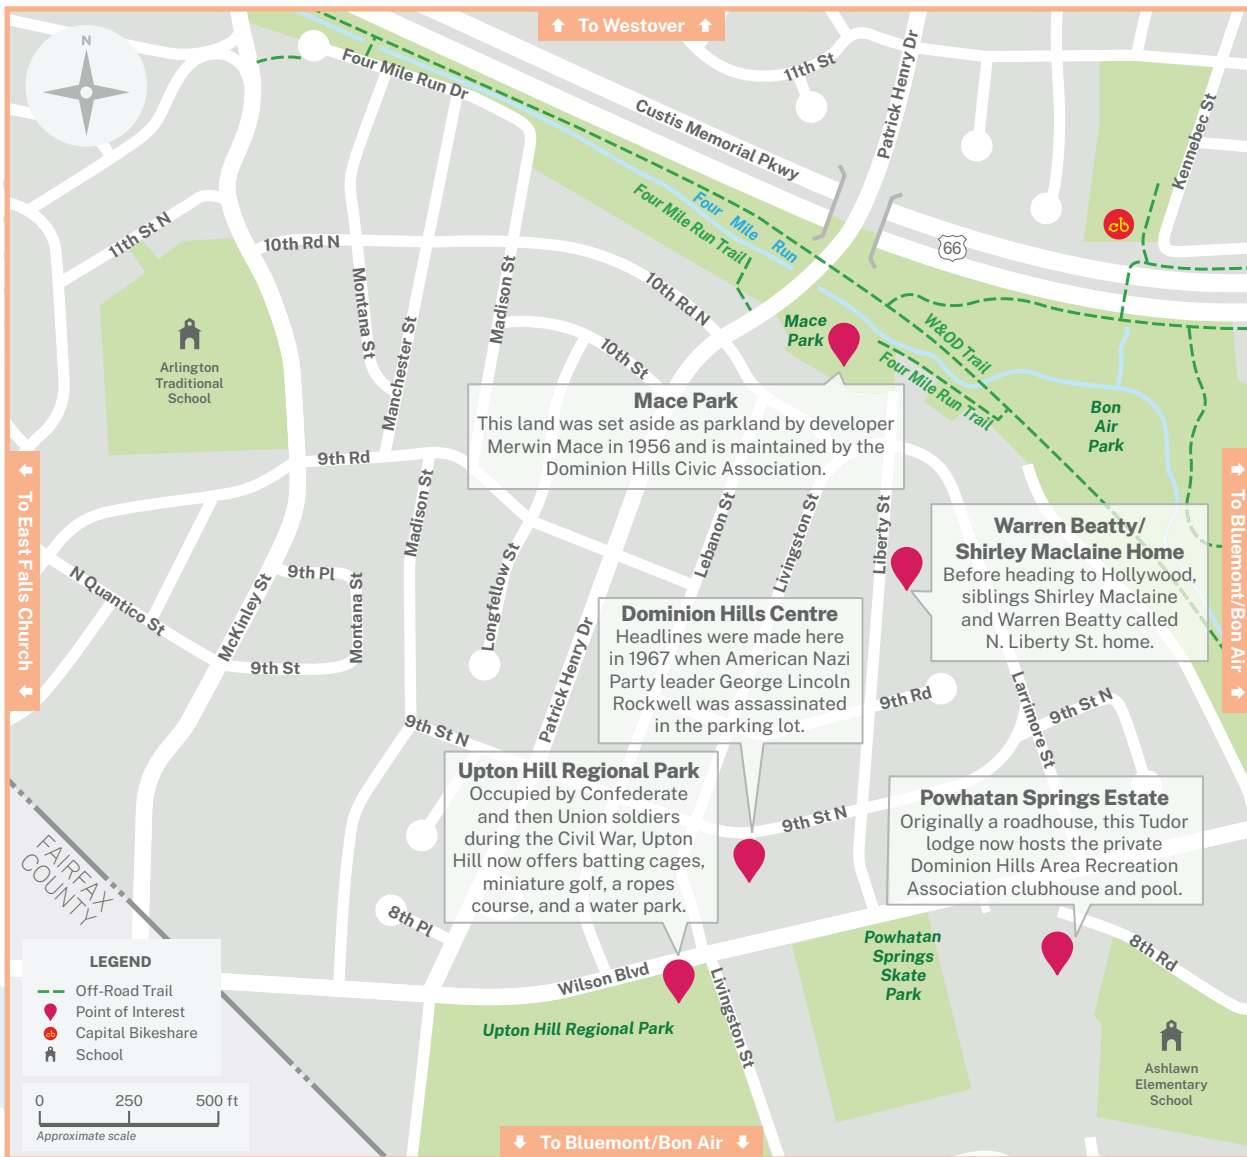 ↑ To Westover ↑
N
Four Mile Run Dr
11th St
Patrick Henry Dr
Custis Memorial Pkwy
Kennebec St
Four Mile Run
Four Mile Run Trail
cb
66
11th St N
10th Rd N
Montana St
Manchester St
Madison St
10th Rd N
10th St
Mace
Park
W&OD Trail
Four Mile Run Trail
Bon
Air
Park
Arlington
Traditional
School
Mace Park
This land was set aside as parkland by developer
Merwin Mace in 1956 and is maintained by the
Dominion Hills Civic Association.
9th Rd
Madison St
Lebanon St
Livingston St
Liberty St
← To East Falls Church ←
→ To Bluemont/Bon Air →
Warren Beatty/
Shirley Maclaine Home
Before heading to Hollywood,
siblings Shirley Maclaine
and Warren Beatty called
N. Liberty St. home.
N Quantico St
McKinley St
9th Pl
Montana St
9th St
Longfellow St
Patrick Henry Dr
Dominion Hills Centre
Headlines were made here
in 1967 when American Nazi
Party leader George Lincoln
Rockwell was assassinated
in the parking lot.
9th Rd
Larrimore St
9th St N
9th St N
Upton Hill Regional Park
Occupied by Confederate
and then Union soldiers
during the Civil War, Upton
Hill now offers batting cages,
miniature golf, a ropes
course, and a water park.
9th St N
Powhatan Springs Estate
Originally a roadhouse, this Tudor
lodge now hosts the private
Dominion Hills Area Recreation
Association clubhouse and pool.
FAIRFAX
COUNTY
8th Pl
Wilson Blvd
Livingston St
Powhatan
Springs
Skate
Park
8th Rd
Upton Hill Regional Park
Ashlawn
Elementary
School
LEGEND
Off-Road Trail
Point of Interest
cb Capital Bikeshare
School
0 250 500 ft
Approximate scale
↓ To Bluemont/Bon Air ↓